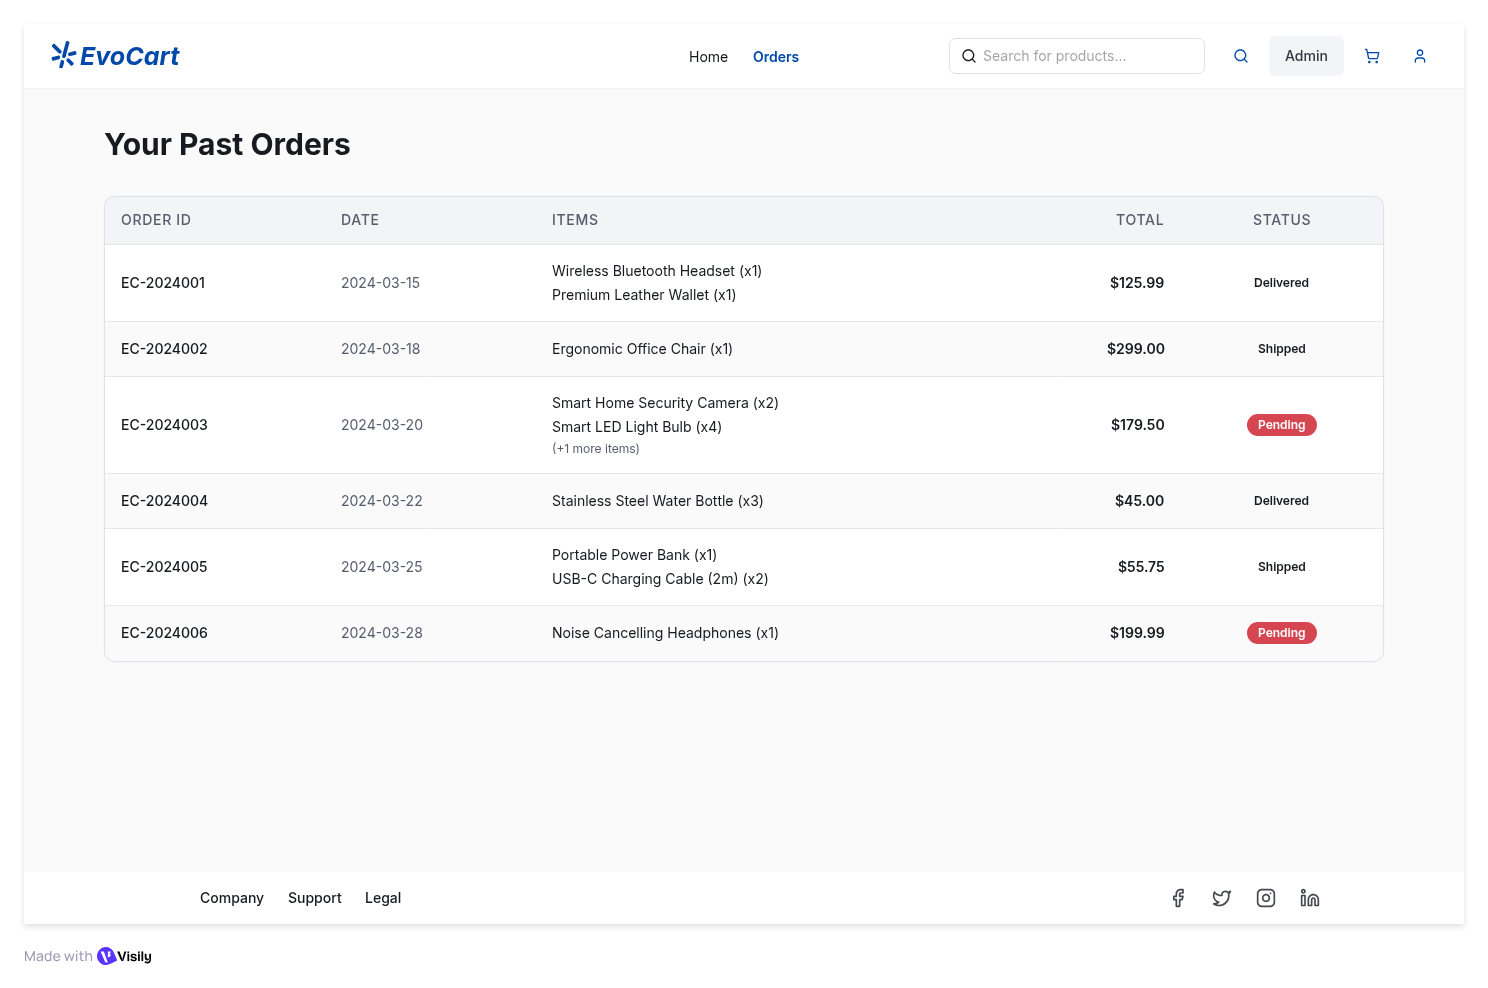 EvoCart
Home Orders
Search for products...
Admin
Your Past Orders
ORDER ID DATE ITEMS TOTAL STATUS
EC-2024001 2024-03-15 Wireless Bluetooth Headset (x1) $125.99 Delivered
Premium Leather Wallet (x1)
EC-2024002 2024-03-18 Ergonomic Office Chair (x1) $299.00 Shipped
EC-2024003 2024-03-20 Smart Home Security Camera (x2) $179.50 Pending
Smart LED Light Bulb (x4)
(+1 more items)
EC-2024004 2024-03-22 Stainless Steel Water Bottle (x3) $45.00 Delivered
EC-2024005 2024-03-25 Portable Power Bank (x1) $55.75 Shipped
USB-C Charging Cable (2m) (x2)
EC-2024006 2024-03-28 Noise Cancelling Headphones (x1) $199.99 Pending
Company Support Legal
Made with Visily